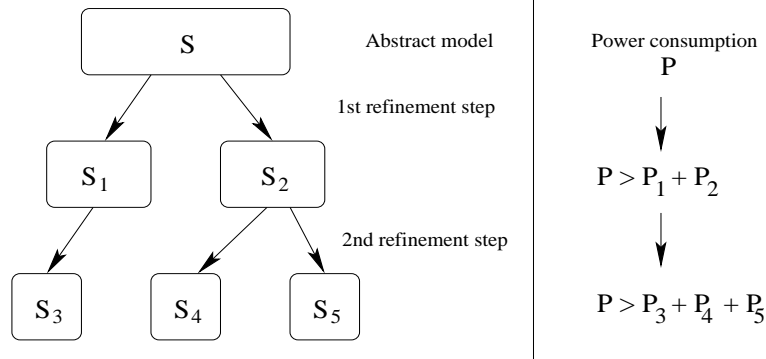 S
Abstract model
1st refinement step
S1
S2
2nd refinement step
S3
S4
S5
Power consumption
P
P > P1 + P2
P > P3 + P4 + P5